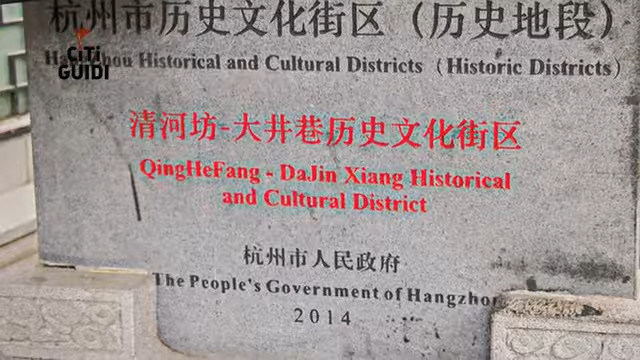 杭州市历史文化街区（历史地段）
CiTi
GUIDI
Historical and Cultural Districts（Historic Districts）
清河坊-大井巷历史文化街区
QingHeFang - DaJin Xiang Historical
and Cultural District
杭州市人民政府
The People's Government of Hangzhou
2014